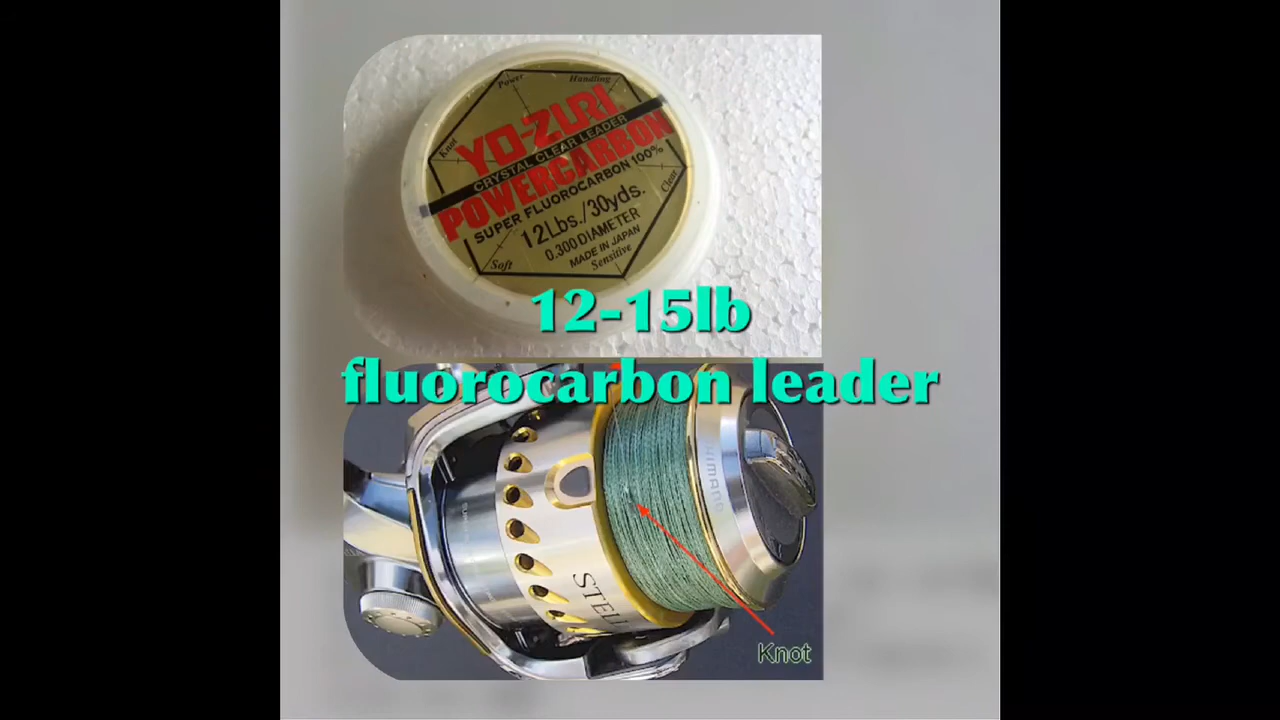 Power
Handling
Knot
YO-ZURI
CRYSTAL CLEAR LEADER
POWERCARBON
SUPER FLUOROCARBON 100%
Clear
12Lbs./30yds.
0.300 DIAMETER
MADE IN JAPAN
Soft
Sensitive
12-15lb
fluorocarbon leader
SHIMANO
STELL
Knot